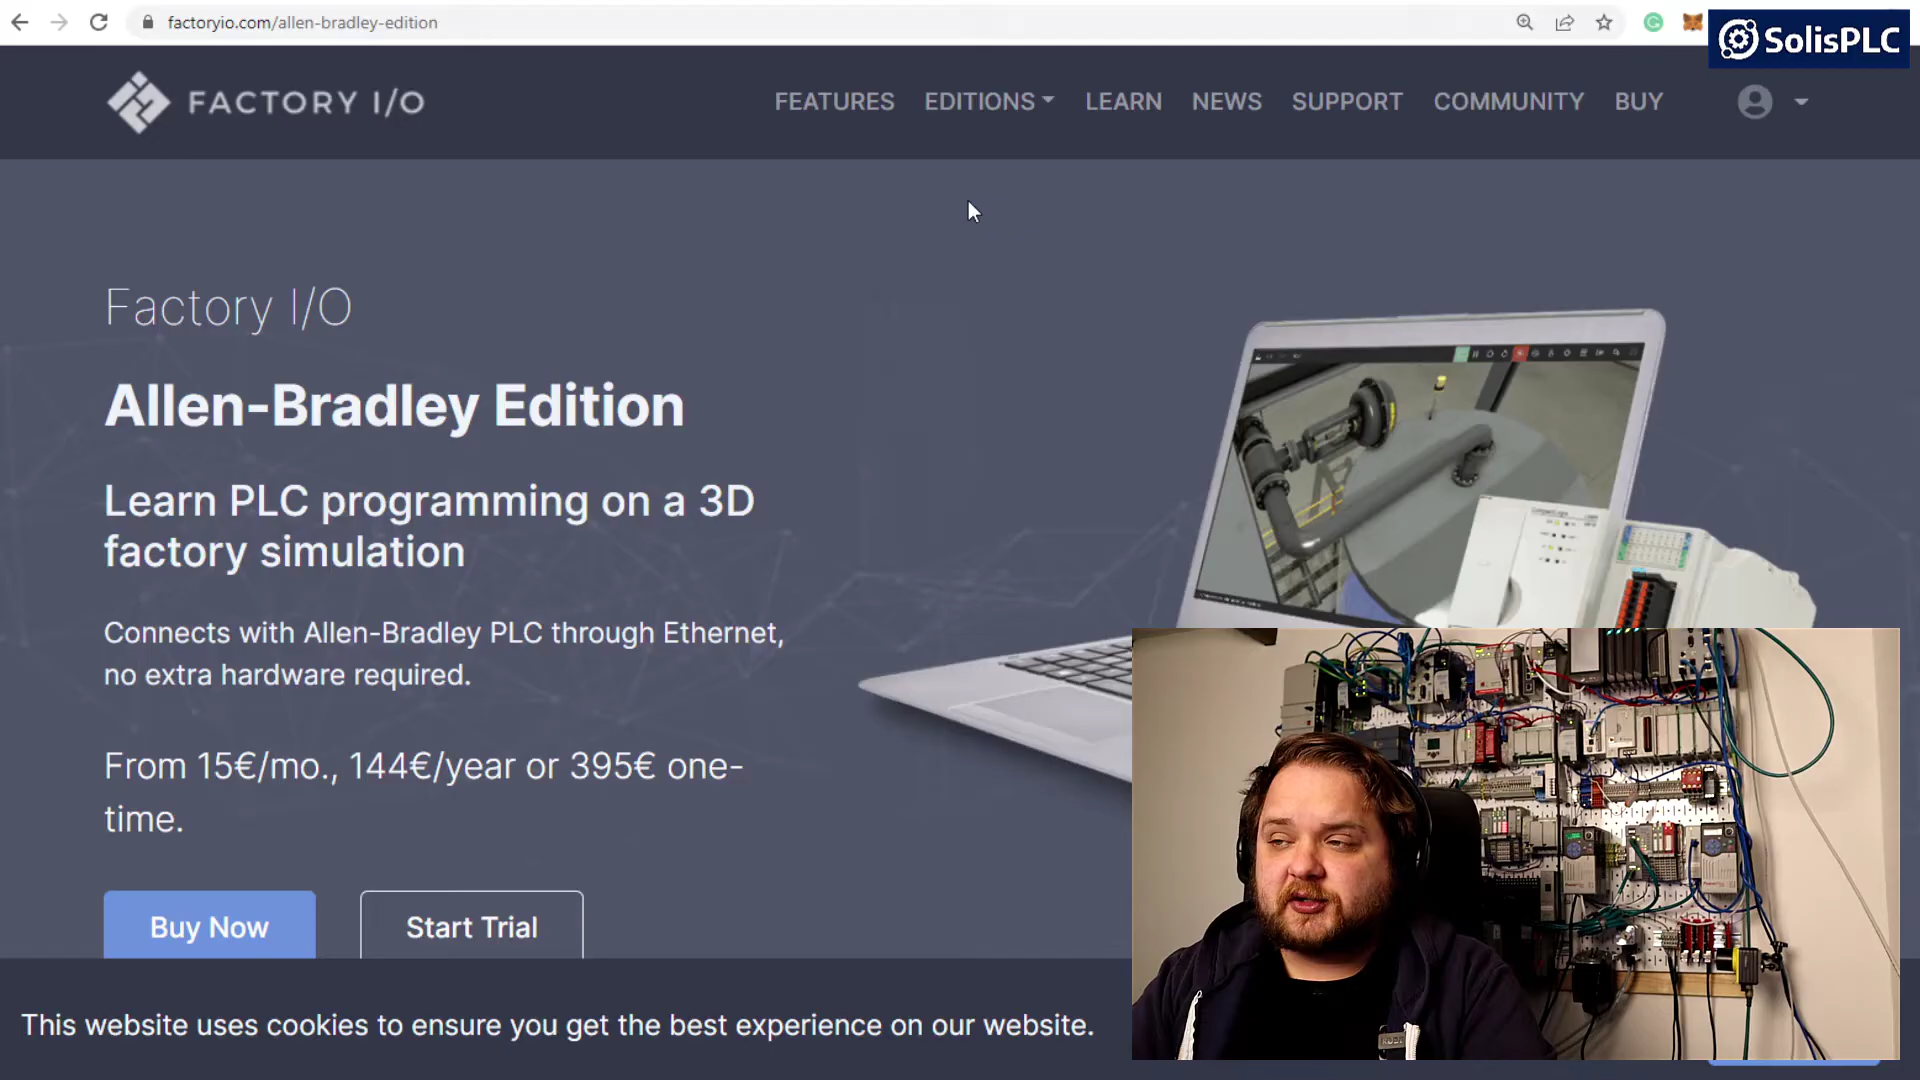 factoryio.com/allen-bradley-edition
SolisPLC
FACTORY I/O
FEATURES EDITIONS LEARN NEWS SUPPORT COMMUNITY BUY
Factory I/O
Allen-Bradley Edition
Learn PLC programming on a 3D
factory simulation
Connects with Allen-Bradley PLC through Ethernet,
no extra hardware required.
From 15€/mo., 144€/year or 395€ one-
time.
Buy Now
Start Trial
This website uses cookies to ensure you get the best experience on our website.